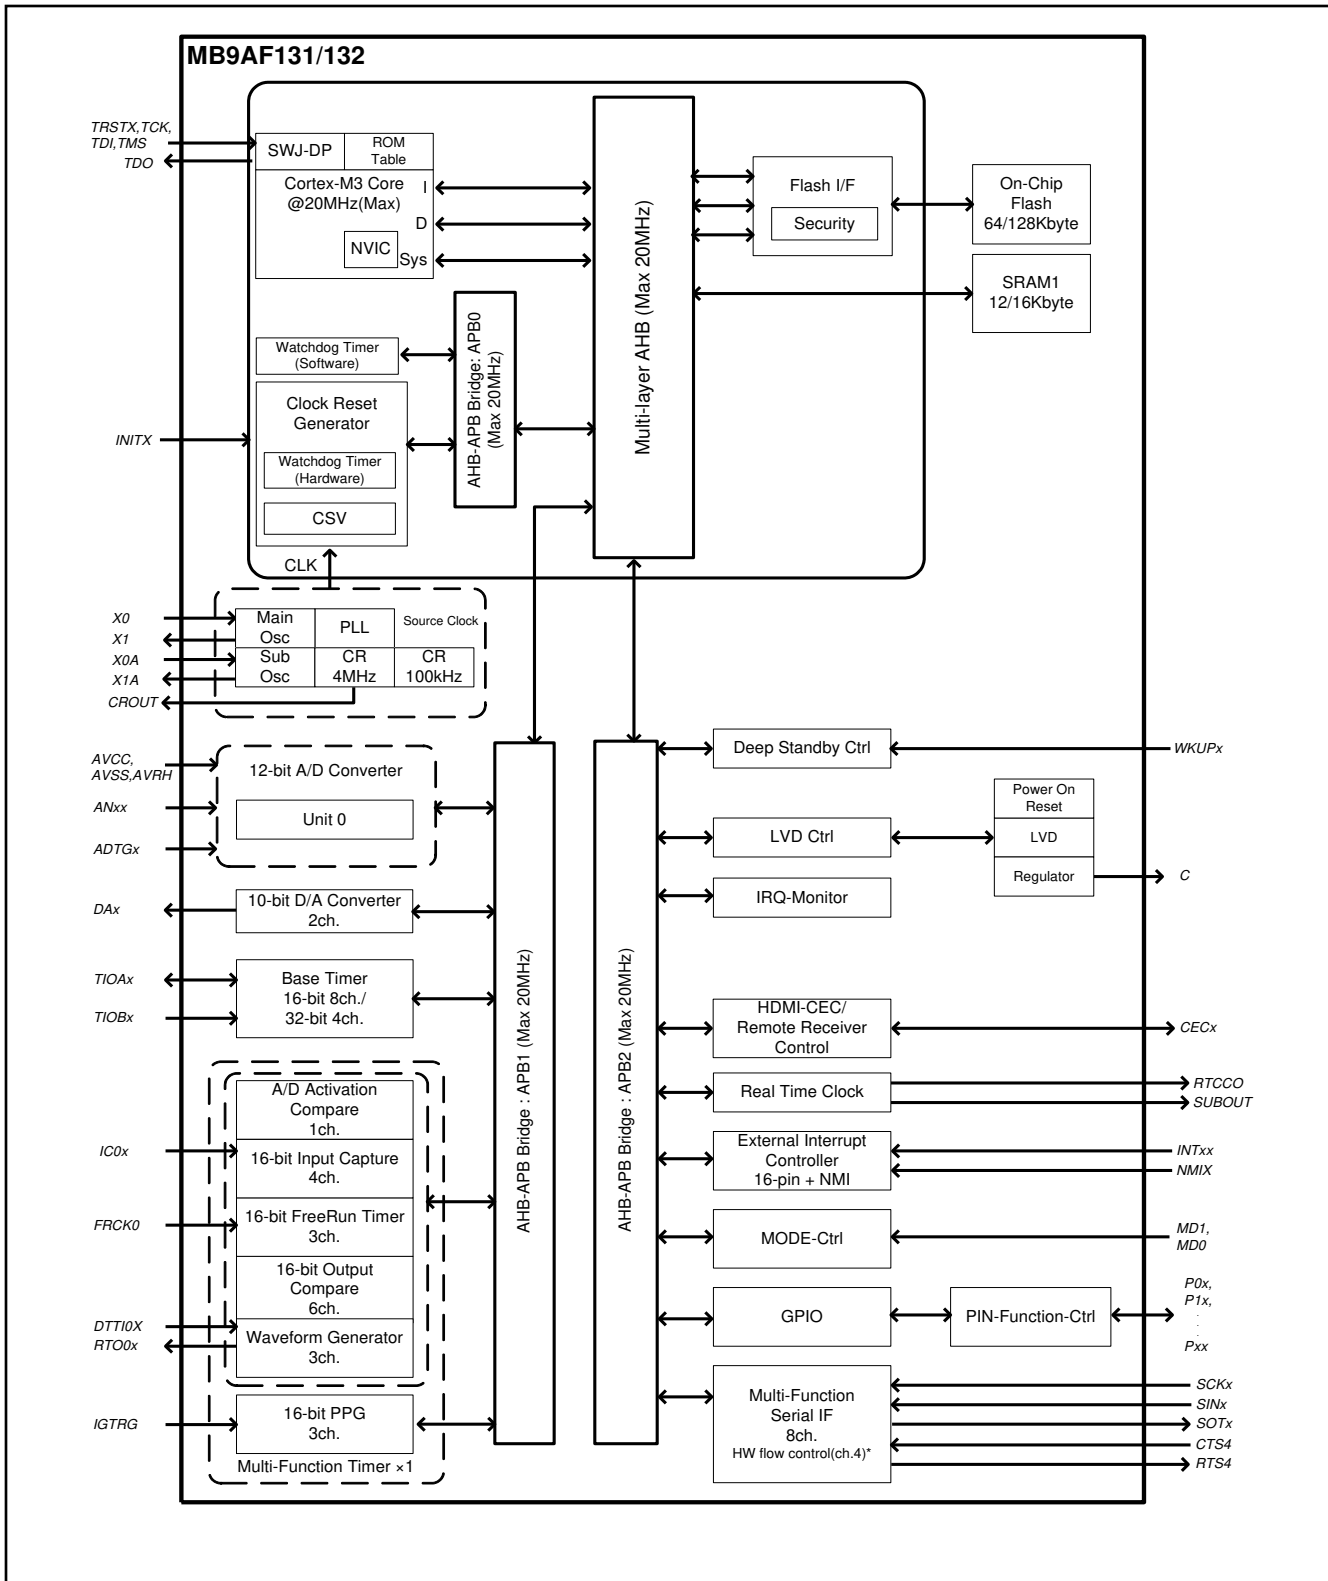 MB9AF131/132
TRSTX,TCK,
TDI,TMS
TDO
SWJ-DP
ROM
Table
Cortex-M3 Core
@20MHz(Max)
I
D
NVIC
Sys
Multi-layer AHB (Max 20MHz)
Flash I/F
Security
On-Chip
Flash
64/128Kbyte
SRAM1
12/16Kbyte
AHB-APB Bridge: APB0
(Max 20MHz)
Watchdog Timer
(Software)
Clock Reset
Generator
Watchdog Timer
(Hardware)
CSV
INITX
CLK
X0
X1
X0A
X1A
CROUT
Main
Osc
PLL
Source Clock
Sub
Osc
CR
4MHz
CR
100kHz
AVCC,
AVSS,AVRH
ANxx
ADTGx
12-bit A/D Converter
Unit 0
DAx
10-bit D/A Converter
2ch.
TIOAx
TIOBx
Base Timer
16-bit 8ch./
32-bit 4ch.
A/D Activation
Compare
1ch.
IC0x
16-bit Input Capture
4ch.
FRCK0
16-bit FreeRun Timer
3ch.
16-bit Output
Compare
6ch.
DTTI0X
RTO0x
Waveform Generator
3ch.
IGTRG
16-bit PPG
3ch.
Multi-Function Timer ×1
AHB-APB Bridge : APB1 (Max 20MHz)
AHB-APB Bridge : APB2 (Max 20MHz)
Deep Standby Ctrl
WKUPx
LVD Ctrl
Power On
Reset
LVD
Regulator
C
IRQ-Monitor
HDMI-CEC/
Remote Receiver
Control
CECx
Real Time Clock
RTCCO
SUBOUT
External Interrupt
Controller
16-pin + NMI
INTxx
NMIX
MODE-Ctrl
MD1,
MD0
GPIO
PIN-Function-Ctrl
P0x,
P1x,
.
.
.
Pxx
Multi-Function
Serial IF
8ch.
HW flow control(ch.4)*
SCKx
SINx
SOTx
CTS4
RTS4